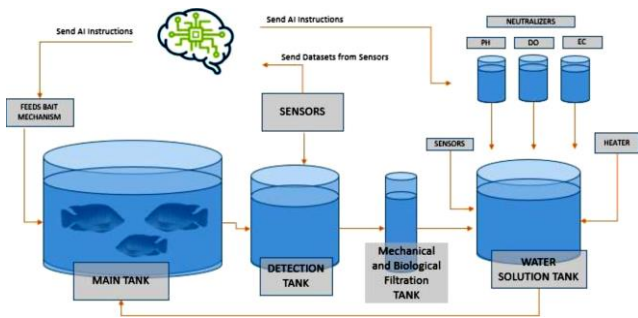 Send AI Instructions
Send AI Instructions
Send Datasets from Sensors
NEUTRALIZERS
PH
DO
EC
FEEDS BAIT
MECHANISM
SENSORS
SENSORS
HEATER
MAIN TANK
DETECTION
TANK
Mechanical
and Biological
Filtration
TANK
WATER
SOLUTION TANK